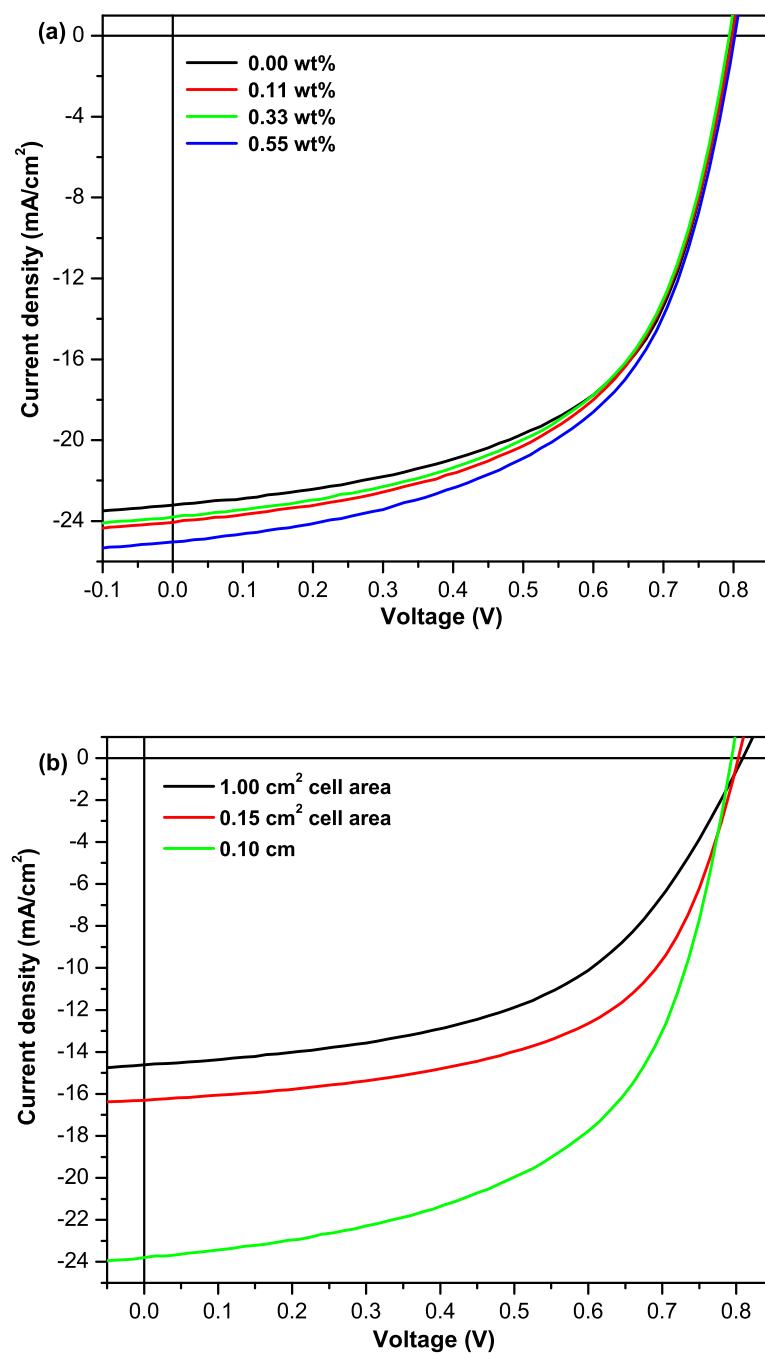 (a)
0.00 wt%
0.11 wt%
0.33 wt%
0.55 wt%
0
-4
-8
-12
-16
-20
-24
Current density (mA/cm²)
-0.1 0.0 0.1 0.2 0.3 0.4 0.5 0.6 0.7 0.8
Voltage (V)
(b)
1.00 cm² cell area
0.15 cm² cell area
0.10 cm
0
-2
-4
-6
-8
-10
-12
-14
-16
-18
-20
-22
-24
Current density (mA/cm²)
0.0 0.1 0.2 0.3 0.4 0.5 0.6 0.7 0.8
Voltage (V)